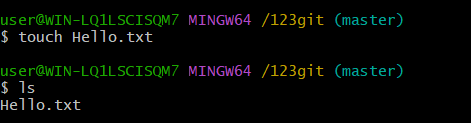 user@WIN-LQ1LSCISQM7 MINGW64 /123git (master)
$ touch Hello.txt
user@WIN-LQ1LSCISQM7 MINGW64 /123git (master)
$ ls
Hello.txt